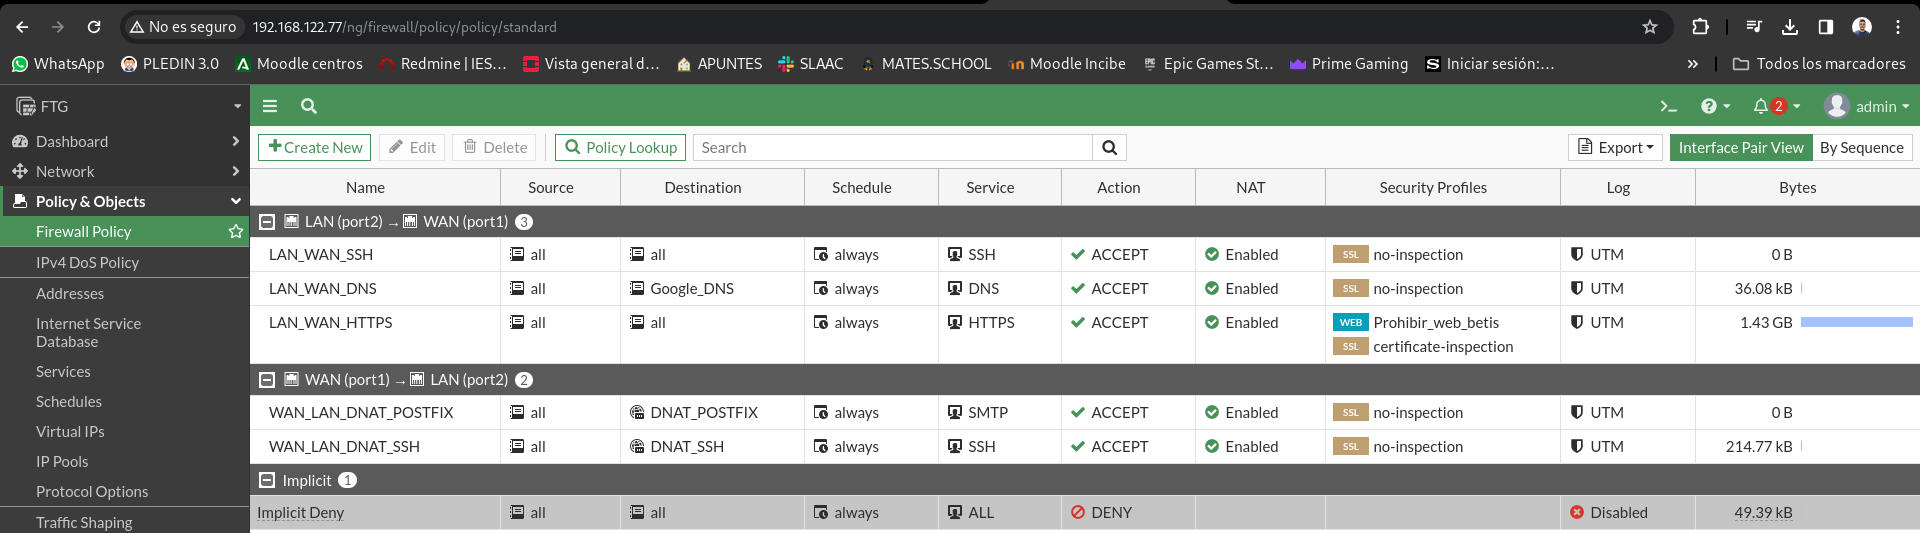 No es seguro 192.168.122.77/ng/firewall/policy/policy/standard
WhatsApp PLEDIN 3.0 Moodle centros Redmine | IES... Vista general d... APUNTES SLAAC MATES.SCHOOL Moodle Incibe Epic Games St... Prime Gaming Iniciar sesión:... » Todos los marcadores
FTG
2 admin
Dashboard
Network
Policy & Objects
Firewall Policy
IPv4 DoS Policy
Addresses
Internet Service
Database
Services
Schedules
Virtual IPs
IP Pools
Protocol Options
Traffic Shaping
Create New Edit Delete Policy Lookup Search Export Interface Pair View By Sequence
Name Source Destination Schedule Service Action NAT Security Profiles Log Bytes
LAN (port2) → WAN (port1) 3
LAN_WAN_SSH all all always SSH ACCEPT Enabled SSL no-inspection UTM 0 B
LAN_WAN_DNS all Google_DNS always DNS ACCEPT Enabled SSL no-inspection UTM 36.08 kB
LAN_WAN_HTTPS all all always HTTPS ACCEPT Enabled WEB Prohibir_web_betis UTM 1.43 GB
SSL certificate-inspection
WAN (port1) → LAN (port2) 2
WAN_LAN_DNAT_POSTFIX all DNAT_POSTFIX always SMTP ACCEPT Enabled SSL no-inspection UTM 0 B
WAN_LAN_DNAT_SSH all DNAT_SSH always SSH ACCEPT Enabled SSL no-inspection UTM 214.77 kB
Implicit 1
Implicit Deny all all always ALL DENY Disabled 49.39 kB